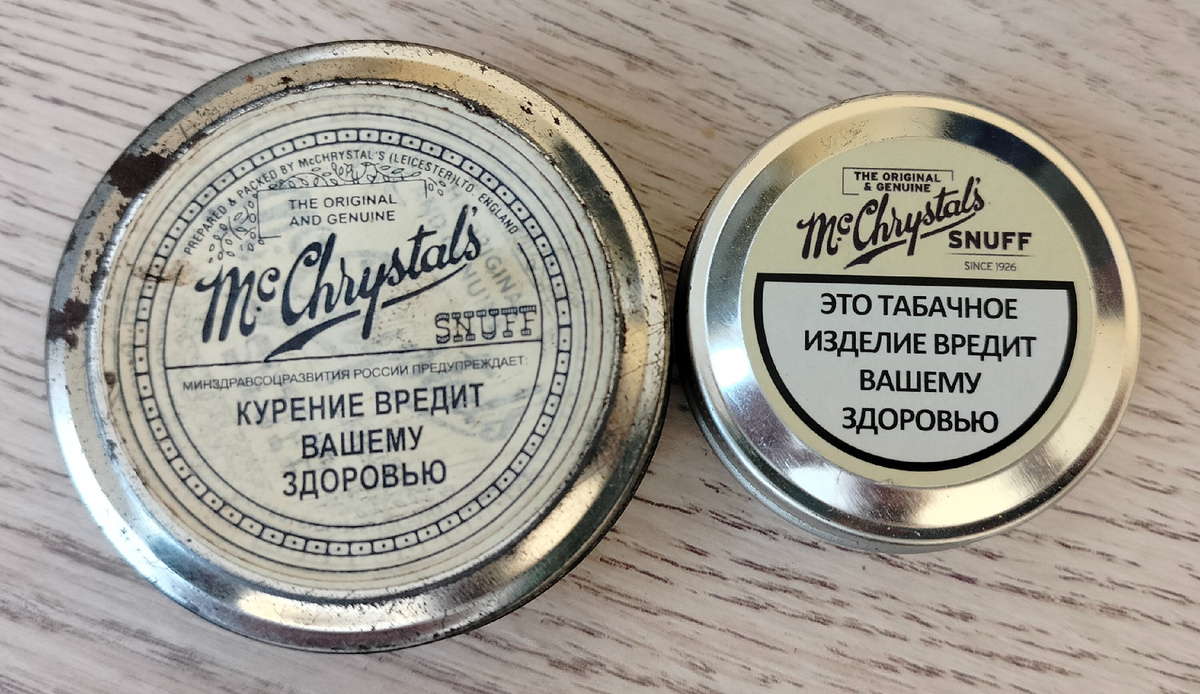 PREPARED & PACKED BY McCHRYSTAL'S (LEICESTER) LTD. ENGLAND
THE ORIGINAL
AND GENUINE
McChrystal's
SNUFF
МИНЗДРАВСОЦРАЗВИТИЯ РОССИИ ПРЕДУПРЕЖДАЕТ:
КУРЕНИЕ ВРЕДИТ
ВАШЕМУ
ЗДОРОВЬЮ
THE ORIGINAL
& GENUINE
McChrystal's
SNUFF
SINCE 1926
ЭТО ТАБАЧНОЕ
ИЗДЕЛИЕ ВРЕДИТ
ВАШЕМУ
ЗДОРОВЬЮ